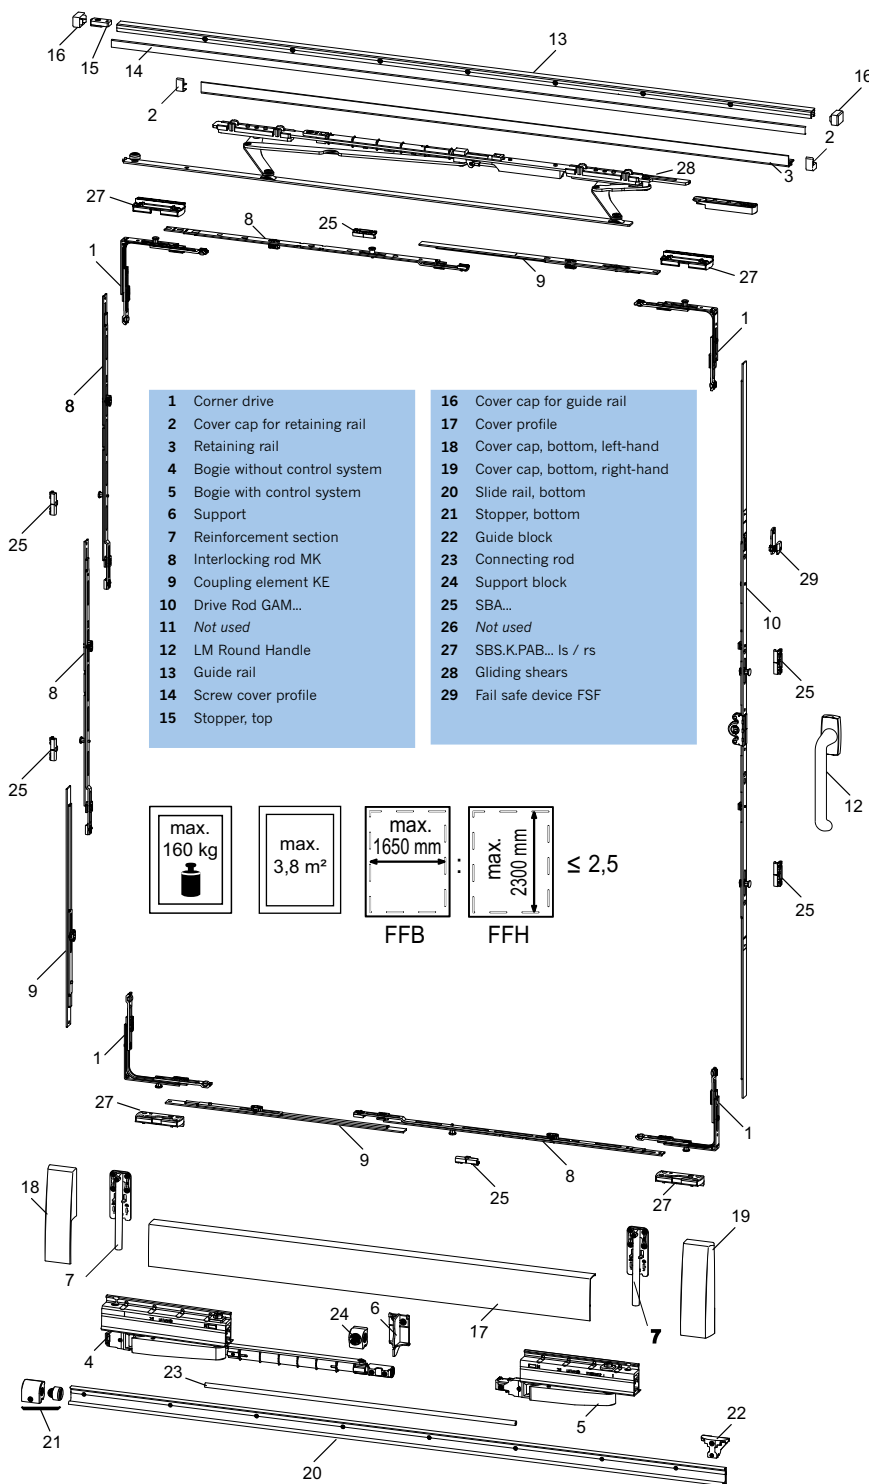 16
15
14
13
16
2
2
3
28
27
8
25
9
27
1
1
8
25
8
25
9
29
10
25
12
25
1 Corner drive
2 Cover cap for retaining rail
3 Retaining rail
4 Bogie without control system
5 Bogie with control system
6 Support
7 Reinforcement section
8 Interlocking rod MK
9 Coupling element KE
10 Drive Rod GAM...
11 Not used
12 LM Round Handle
13 Guide rail
14 Screw cover profile
15 Stopper, top
16 Cover cap for guide rail
17 Cover profile
18 Cover cap, bottom, left-hand
19 Cover cap, bottom, right-hand
20 Slide rail, bottom
21 Stopper, bottom
22 Guide block
23 Connecting rod
24 Support block
25 SBA...
26 Not used
27 SBS.K.PAB... ls / rs
28 Gliding shears
29 Fail safe device FSF
max.
160 kg
max.
3,8 m²
max.
1650 mm
:
max.
2300 mm
≤ 2,5
FFB
FFH
1
27
9
8
25
1
27
18
7
19
7
17
24
6
4
23
5
22
21
20